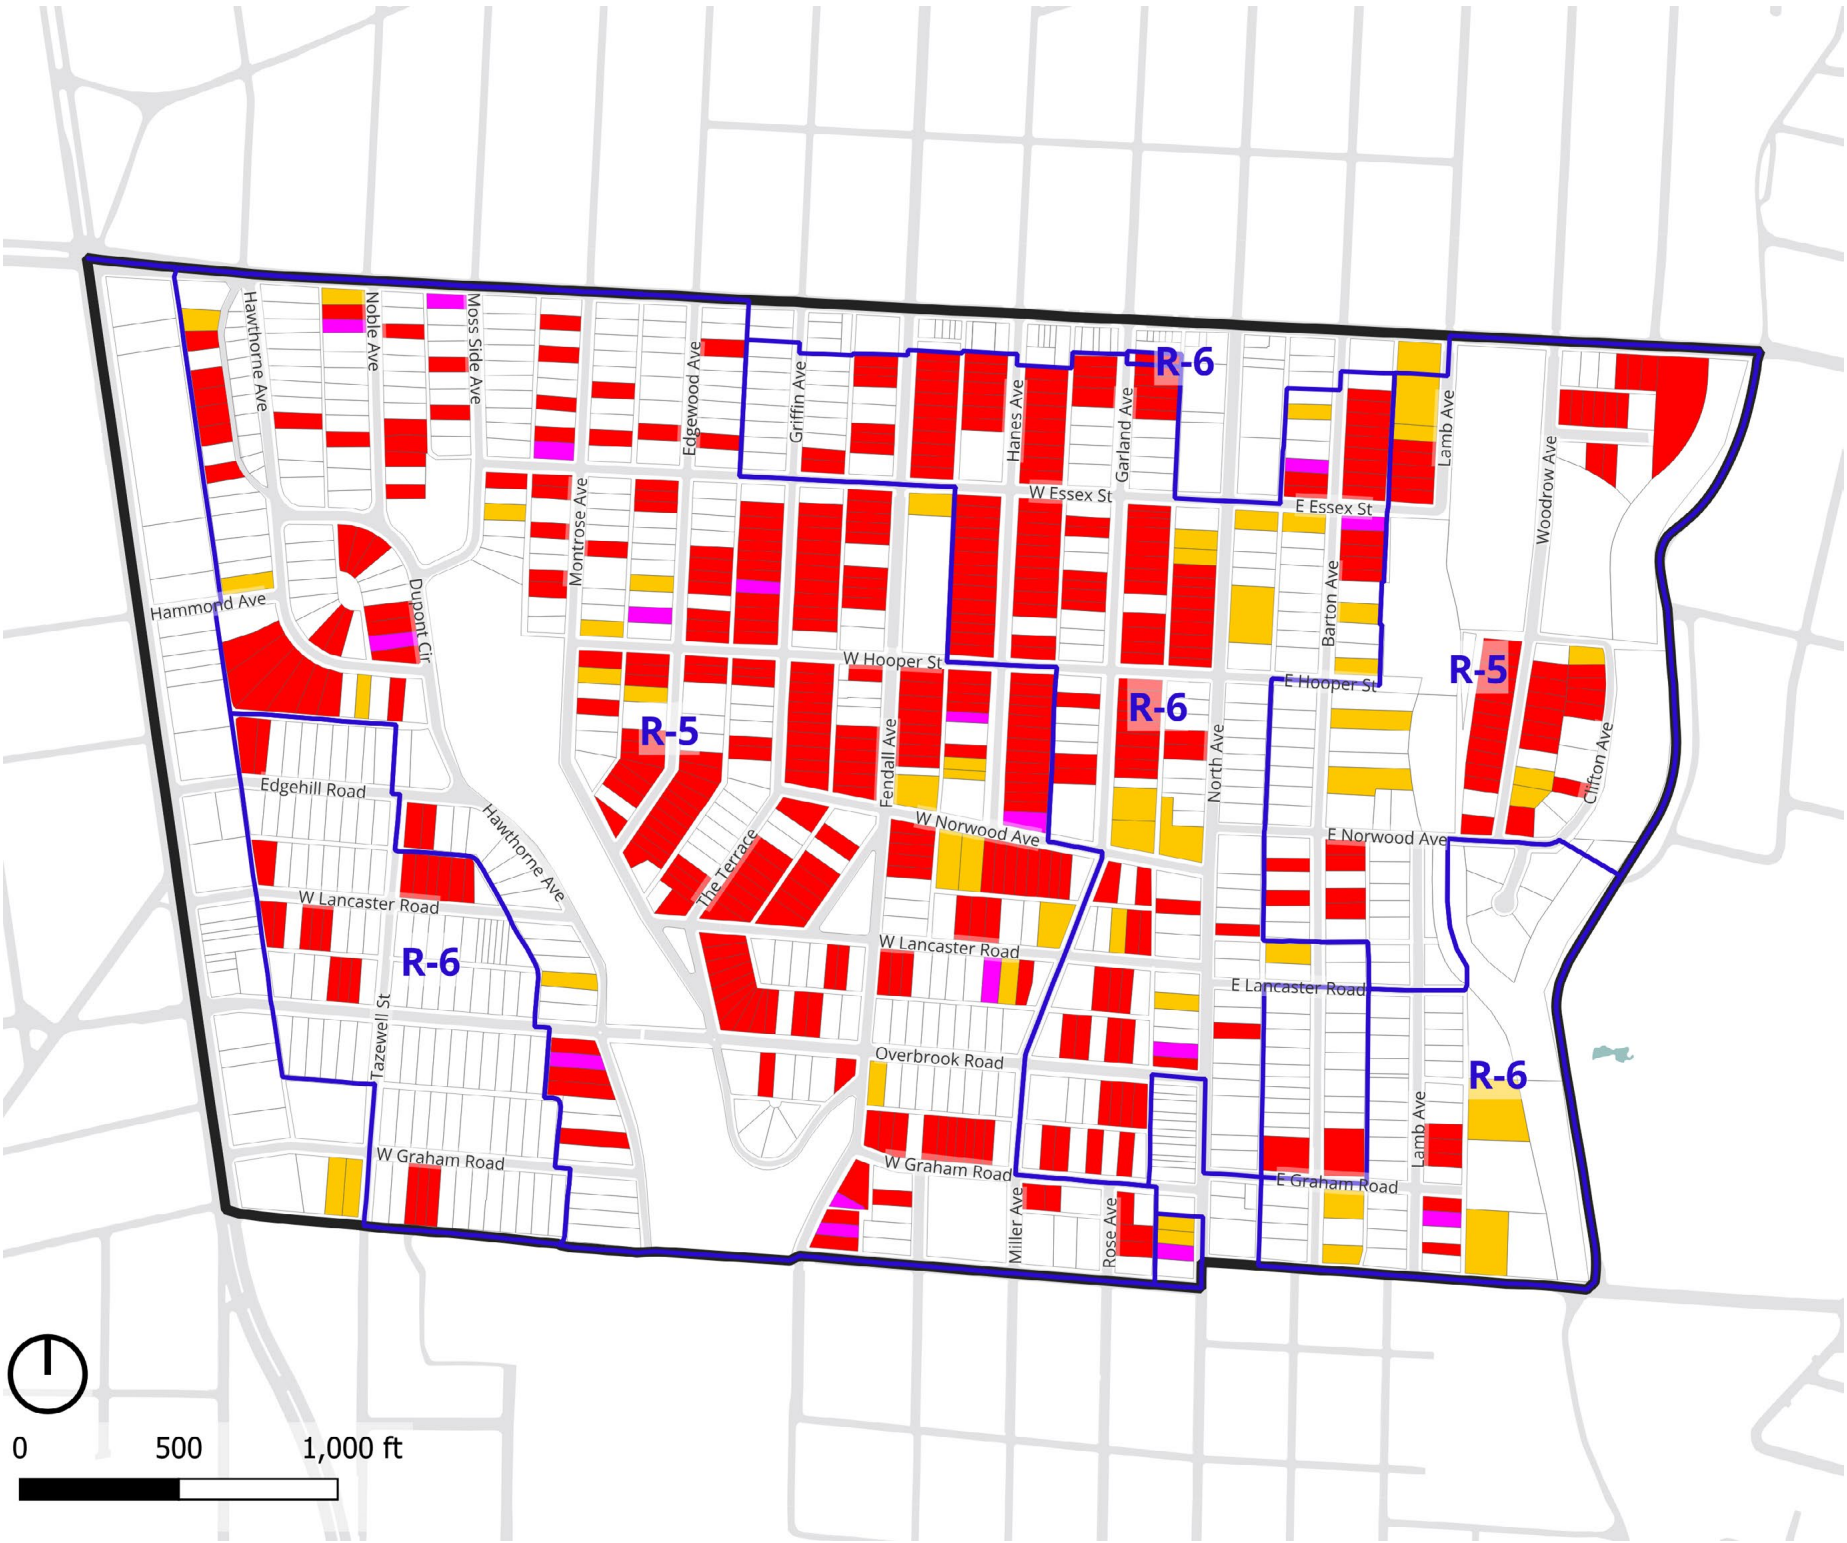 R-6
Hawthorne Ave
Noble Ave
Moss Side Ave
Edgewood Ave
Griffin Ave
Hanes Ave
Garland Ave
Lamb Ave
Woodrow Ave
W Essex St
E Essex St
Montrose Ave
Hammond Ave
Dupont Cir
Barton Ave
W Hooper St
E Hooper St
R-5
R-5
R-6
Fendall Ave
North Ave
Clifton Ave
Edgehill Road
Hawthorne Ave
W Norwood Ave
E Norwood Ave
The Terrace
W Lancaster Road
W Lancaster Road
R-6
E Lancaster Road
Tazewell St
Overbrook Road
R-6
Lamb Ave
W Graham Road
W Graham Road
E Graham Road
Miller Ave
Rose Ave
0 500 1,000 ft